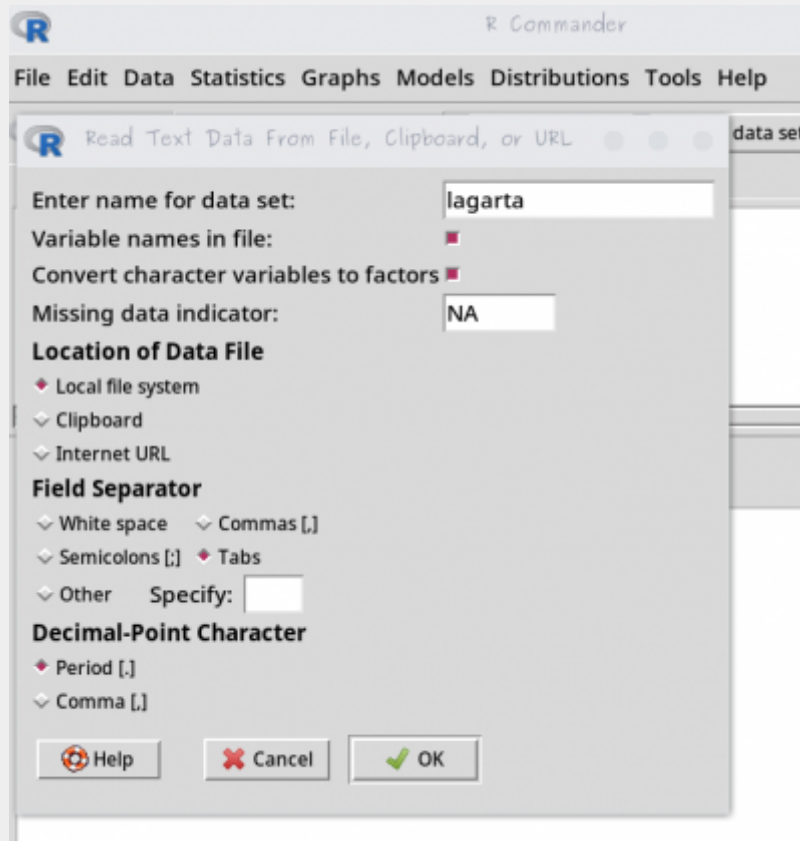 R Commander
File Edit Data Statistics Graphs Models Distributions Tools Help
Read Text Data From File, Clipboard, or URL
data set
Enter name for data set: lagarta
Variable names in file:
Convert character variables to factors
Missing data indicator: NA
Location of Data File
Local file system
Clipboard
Internet URL
Field Separator
White space Commas [,]
Semicolons [;] Tabs
Other Specify:
Decimal-Point Character
Period [.]
Comma [,]
Help Cancel OK